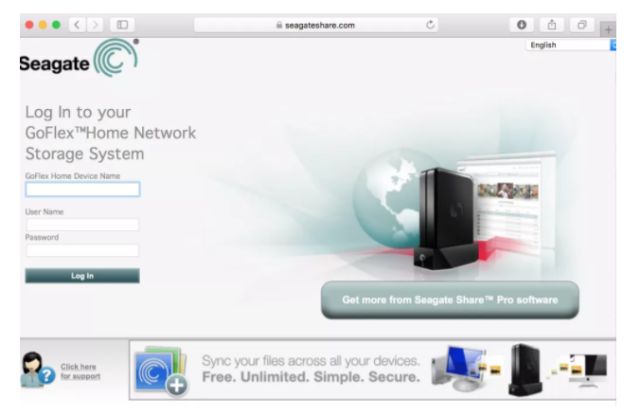 seagateshare.com
English
Seagate
Log In to your
GoFlex™Home Network
Storage System
GoFlex Home Device Name
User Name
Password
Log In
Get more from Seagate Share™ Pro software
Click here
for support
Sync your files across all your devices.
Free. Unlimited. Simple. Secure.